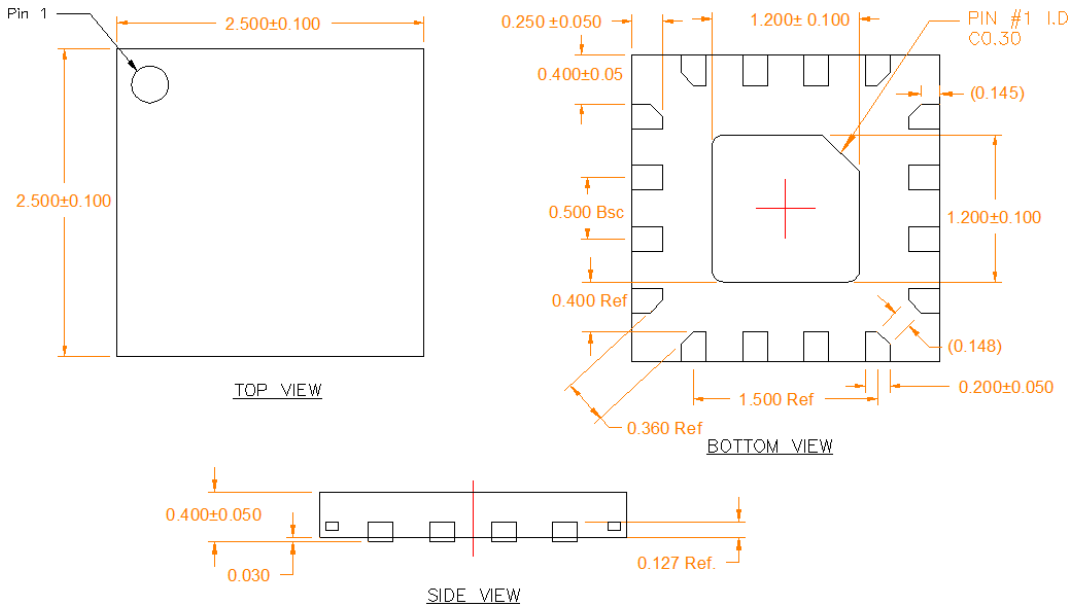 Pin 1
2.500±0.100
2.500±0.100
TOP VIEW
0.250 ±0.050
1.200± 0.100
PIN #1 I.D
C0.30
0.400±0.05
(0.145)
0.500 Bsc
1.200±0.100
0.400 Ref
(0.148)
0.200±0.050
1.500 Ref
0.360 Ref
BOTTOM VIEW
0.400±0.050
0.030
0.127 Ref.
SIDE VIEW